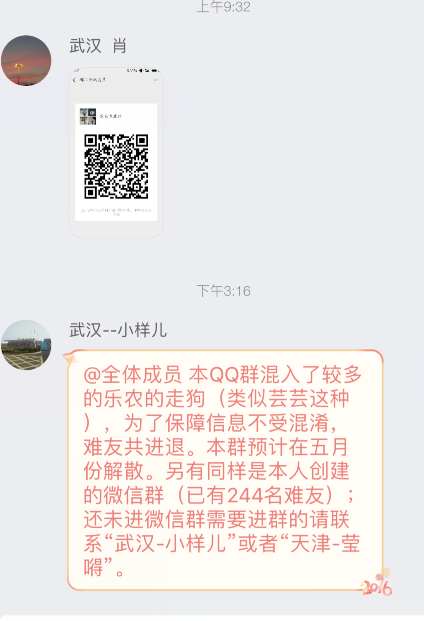 上午9:32
武汉 肖
下午3:16
武汉--小样儿
@全体成员 本QQ群混入了较多
的乐农的走狗（类似芸芸这种
），为了保障信息不受混淆，
难友共进退。本群预计在五月
份解散。另有同样是本人创建
的微信群（已有244名难友）；
还未进微信群需要进群的请联
系“武汉-小样儿”或者“天津-莹
嘚”。
2016